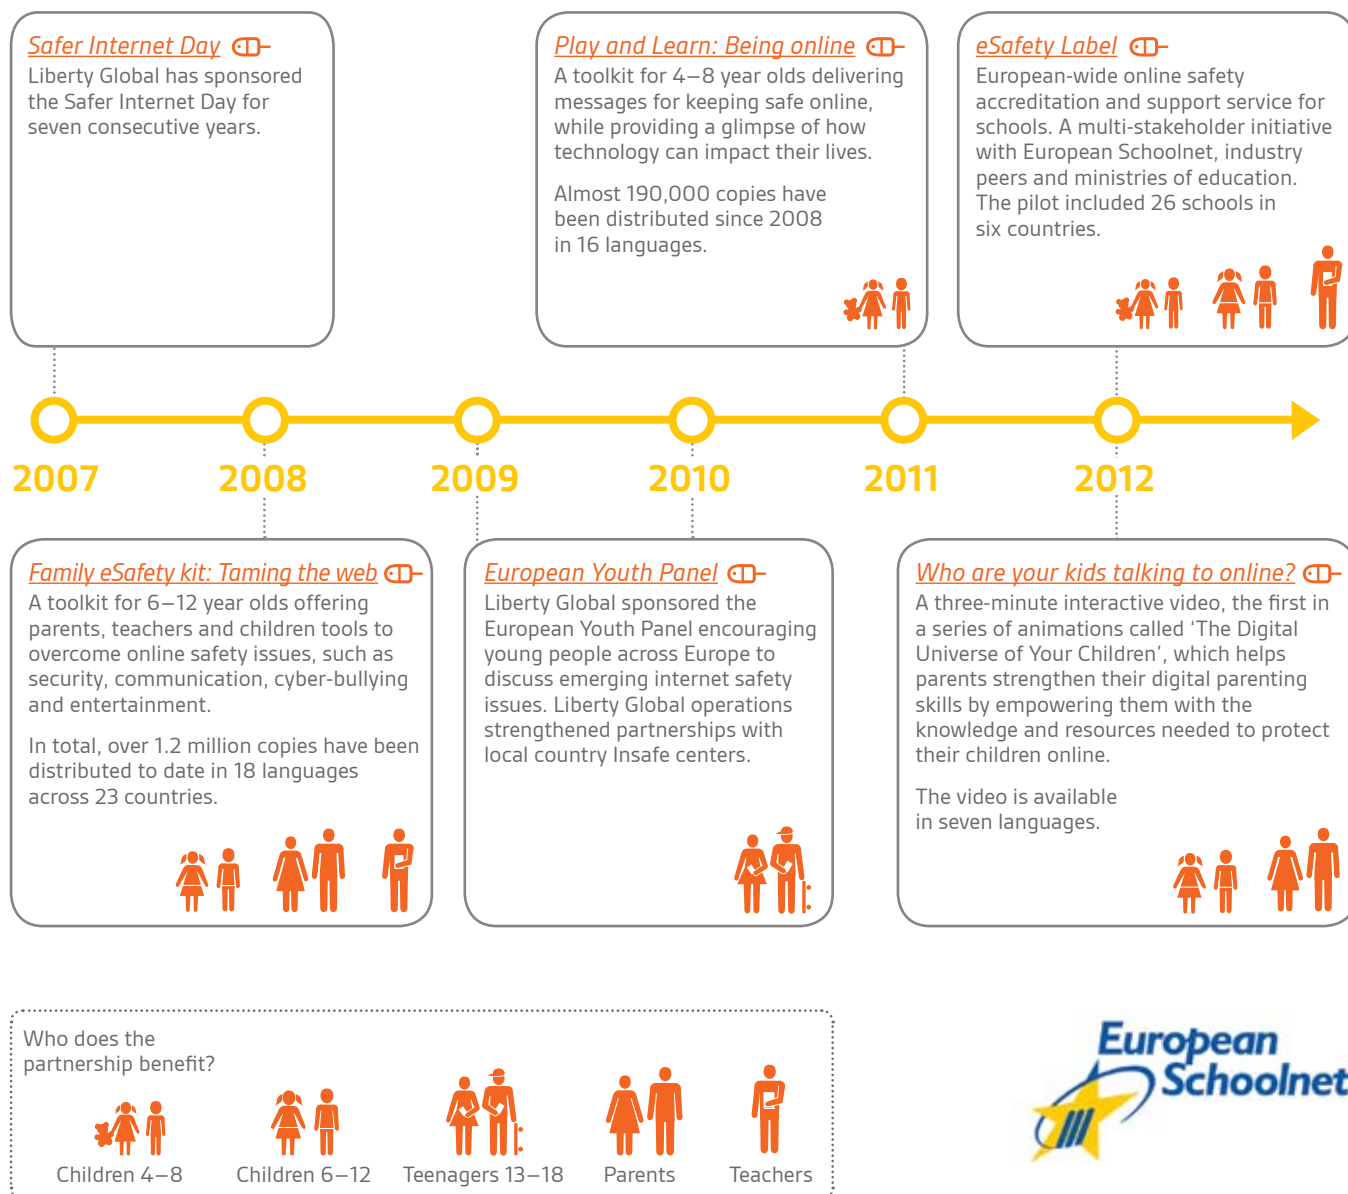 Safer Internet Day
Liberty Global has sponsored
the Safer Internet Day for
seven consecutive years.
Play and Learn: Being online
A toolkit for 4–8 year olds delivering
messages for keeping safe online,
while providing a glimpse of how
technology can impact their lives.
Almost 190,000 copies have
been distributed since 2008
in 16 languages.
eSafety Label
European-wide online safety
accreditation and support service for
schools. A multi-stakeholder initiative
with European Schoolnet, industry
peers and ministries of education.
The pilot included 26 schools in
six countries.
2007
2008
2009
2010
2011
2012
Family eSafety kit: Taming the web
A toolkit for 6–12 year olds offering
parents, teachers and children tools to
overcome online safety issues, such as
security, communication, cyber-bullying
and entertainment.
In total, over 1.2 million copies have been
distributed to date in 18 languages
across 23 countries.
European Youth Panel
Liberty Global sponsored the
European Youth Panel encouraging
young people across Europe to
discuss emerging internet safety
issues. Liberty Global operations
strengthened partnerships with
local country Insafe centers.
Who are your kids talking to online?
A three-minute interactive video, the first in
a series of animations called ‘The Digital
Universe of Your Children’, which helps
parents strengthen their digital parenting
skills by empowering them with the
knowledge and resources needed to protect
their children online.
The video is available
in seven languages.
Who does the
partnership benefit?
Children 4–8
Children 6–12
Teenagers 13–18
Parents
Teachers
European
Schoolnet